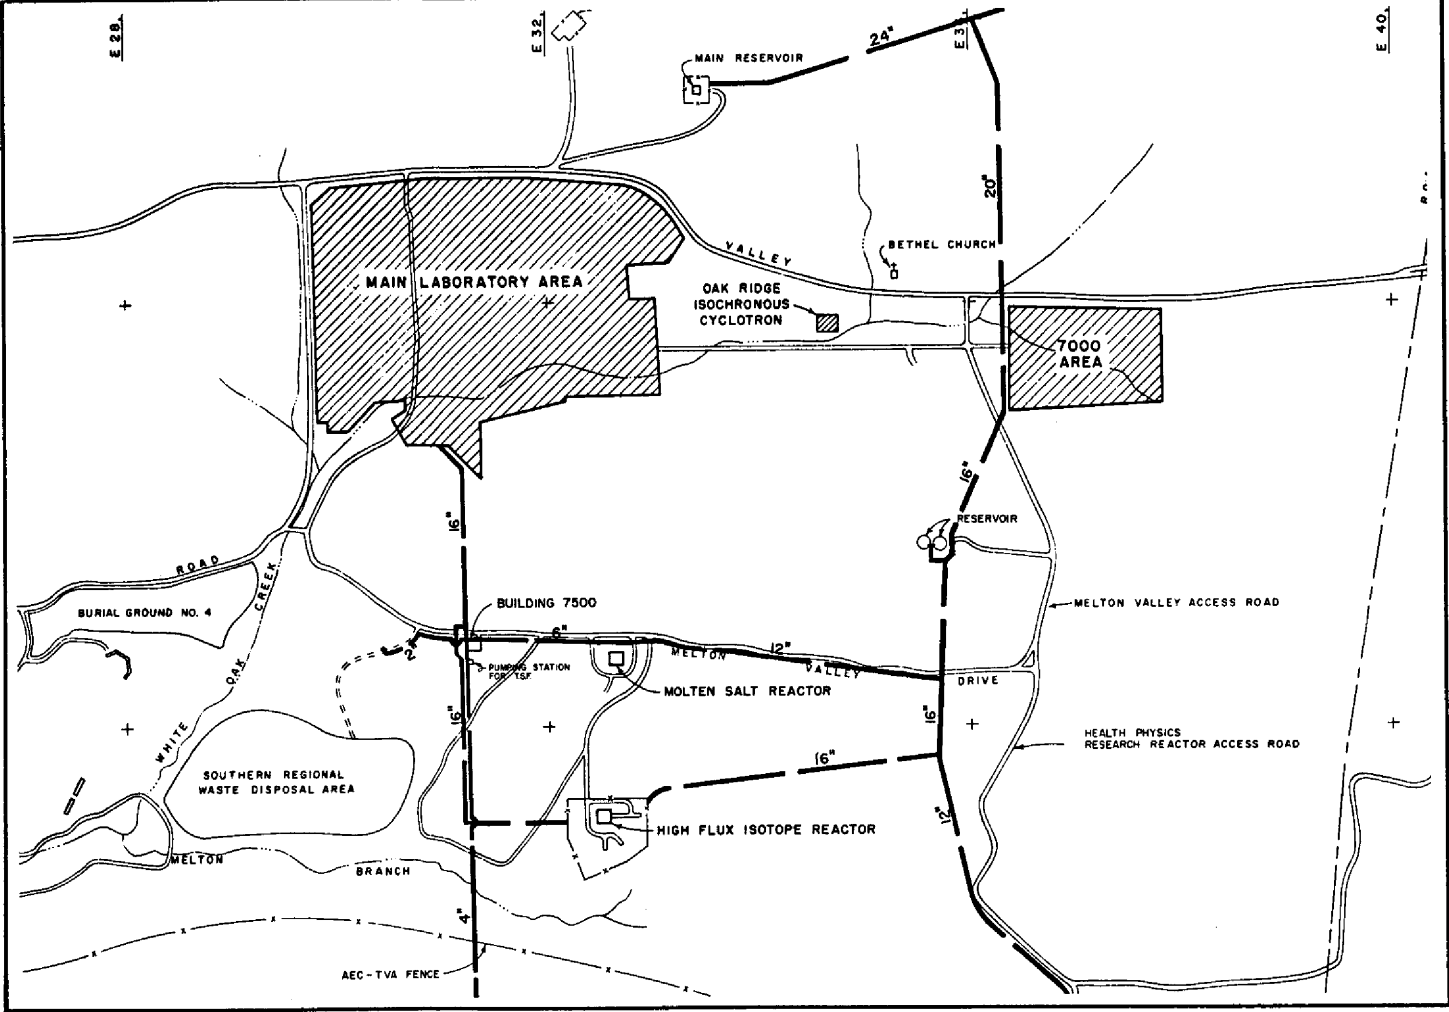 E 28.
E 32.
E 3
E 40.
24"
MAIN RESERVOIR
20"
VALLEY
BETHEL CHURCH
MAIN LABORATORY AREA
OAK RIDGE
ISOCHRONOUS
CYCLOTRON
7000
AREA
16"
16"
RESERVOIR
ROAD
CREEK
BURIAL GROUND NO. 4
BUILDING 7500
MELTON VALLEY ACCESS ROAD
6"
12"
2"
PUMPING STATION
FOR T.S.F.
MELTON
VALLEY
DRIVE
OAK
MOLTEN SALT REACTOR
16"
16"
WHITE
HEALTH PHYSICS
RESEARCH REACTOR ACCESS ROAD
16"
SOUTHERN REGIONAL
WASTE DISPOSAL AREA
12"
HIGH FLUX ISOTOPE REACTOR
MELTON
BRANCH
4"
AEC-TVA FENCE